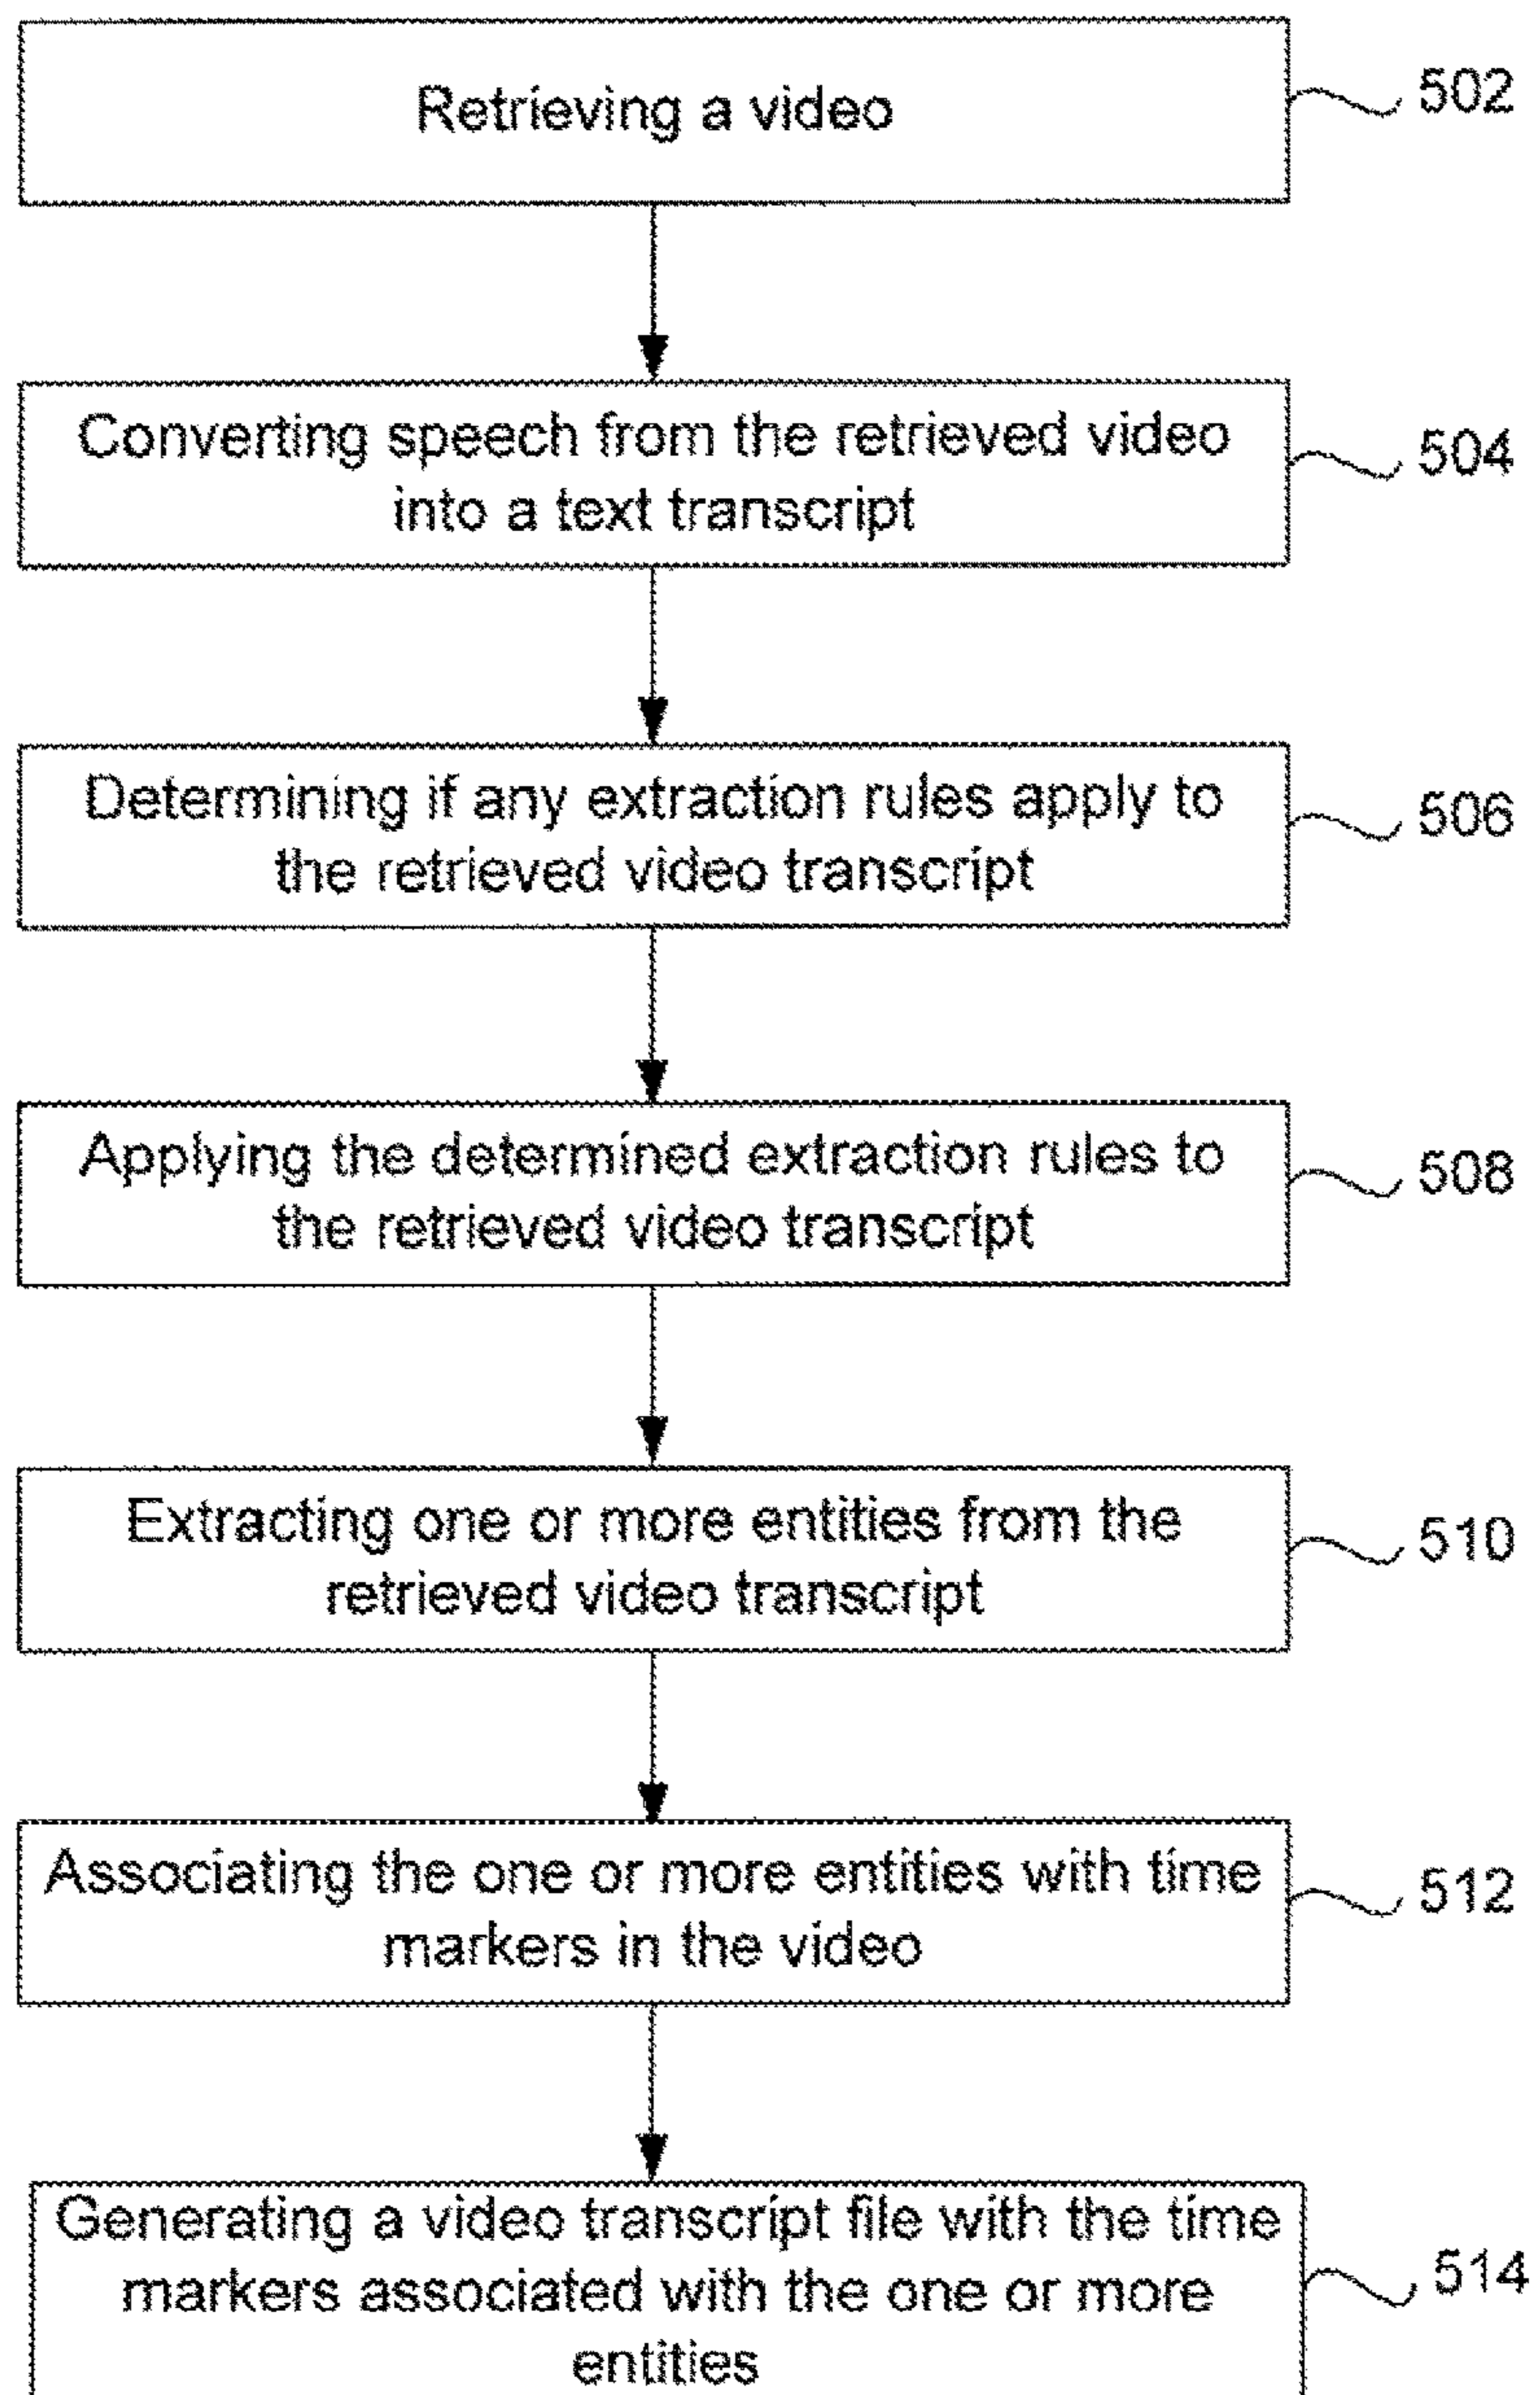 Retrieving a video
502
Converting speech from the retrieved video
into a text transcript
504
Determining if any extraction rules apply to
the retrieved video transcript
506
Applying the determined extraction rules to
the retrieved video transcript
508
Extracting one or more entities from the
retrieved video transcript
510
Associating the one or more entities with time
markers in the video
512
Generating a video transcript file with the time
markers associated with the one or more
entities
514